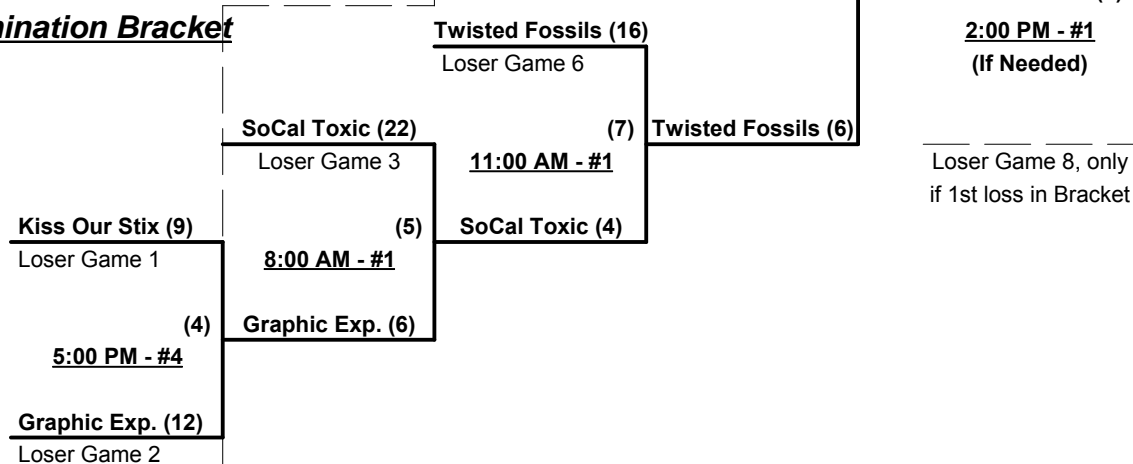 mination Bracket
Twisted Fossils (16)
Loser Game 6
2:00 PM - #1
(If Needed)
SoCal Toxic (22)
Loser Game 3
(7)
11:00 AM - #1
Twisted Fossils (6)
Loser Game 8, only
if 1st loss in Bracket
Kiss Our Stix (9)
Loser Game 1
(5)
8:00 AM - #1
SoCal Toxic (4)
(4)
5:00 PM - #4
Graphic Exp. (6)
Graphic Exp. (12)
Loser Game 2